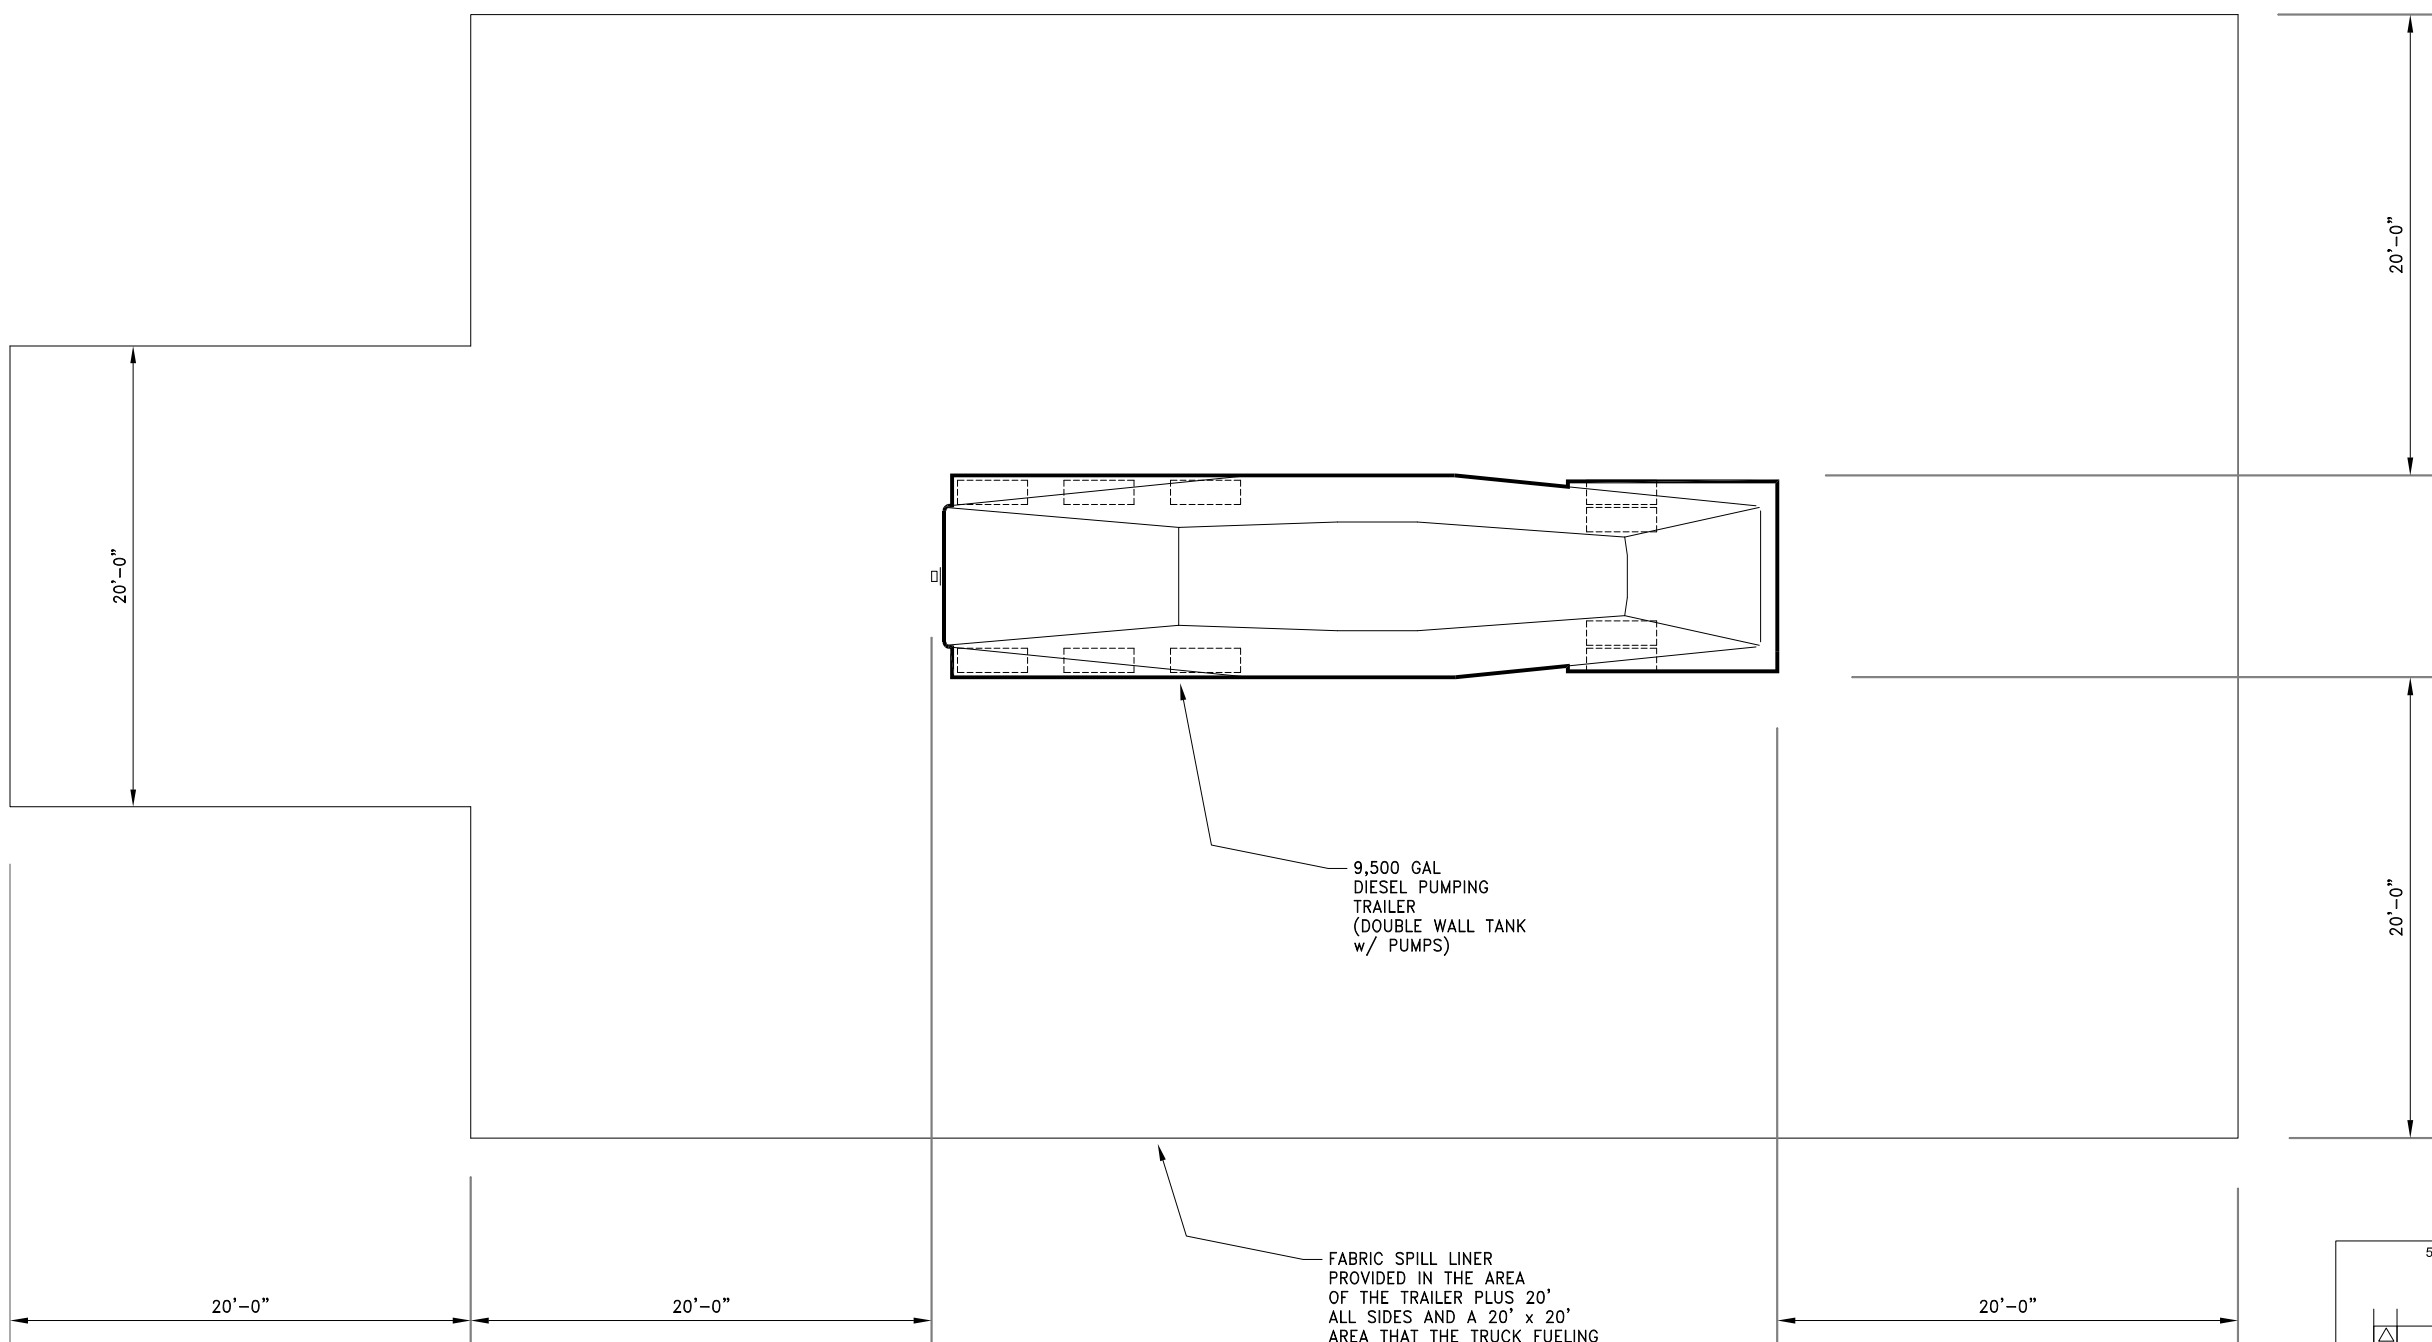 20'-0"
20'-0"
9,500 GAL
DIESEL PUMPING
TRAILER
(DOUBLE WALL TANK
w/ PUMPS)
20'-0"
FABRIC SPILL LINER
PROVIDED IN THE AREA
OF THE TRAILER PLUS 20'
ALL SIDES AND A 20' x 20'
AREA THAT THE TRUCK FUELING
20'-0"
20'-0"
20'-0"
5